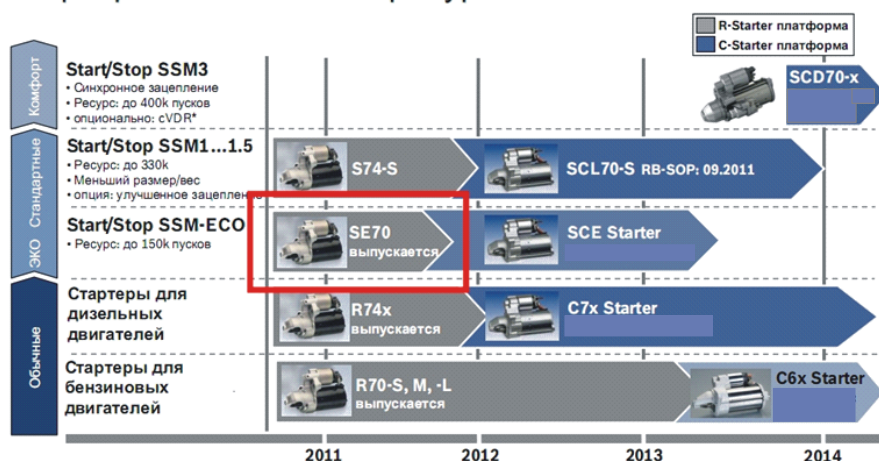 R-Starter платформа
C-Starter платформа
Комфорт
Start/Stop SSM3
• Синхронное зацепление
• Ресурс: до 400k пусков
• опционально: cVDR*
SCD70-x
Стандартные
Start/Stop SSM1...1.5
• Ресурс: до 330k
• Меньший размер/вес
• опция: улучшенное зацепление
S74-S
SCL70-S RB-SOP: 09.2011
ЭКО
Start/Stop SSM-ECO
• Ресурс: до 150k пусков
SE70
выпускается
SCE Starter
Обычные
Стартеры для
дизельных
двигателей
R74x
выпускается
C7x Starter
Стартеры для
бензиновых
двигателей
R70-S, M, -L
выпускается
C6x Starter
2011
2012
2013
2014